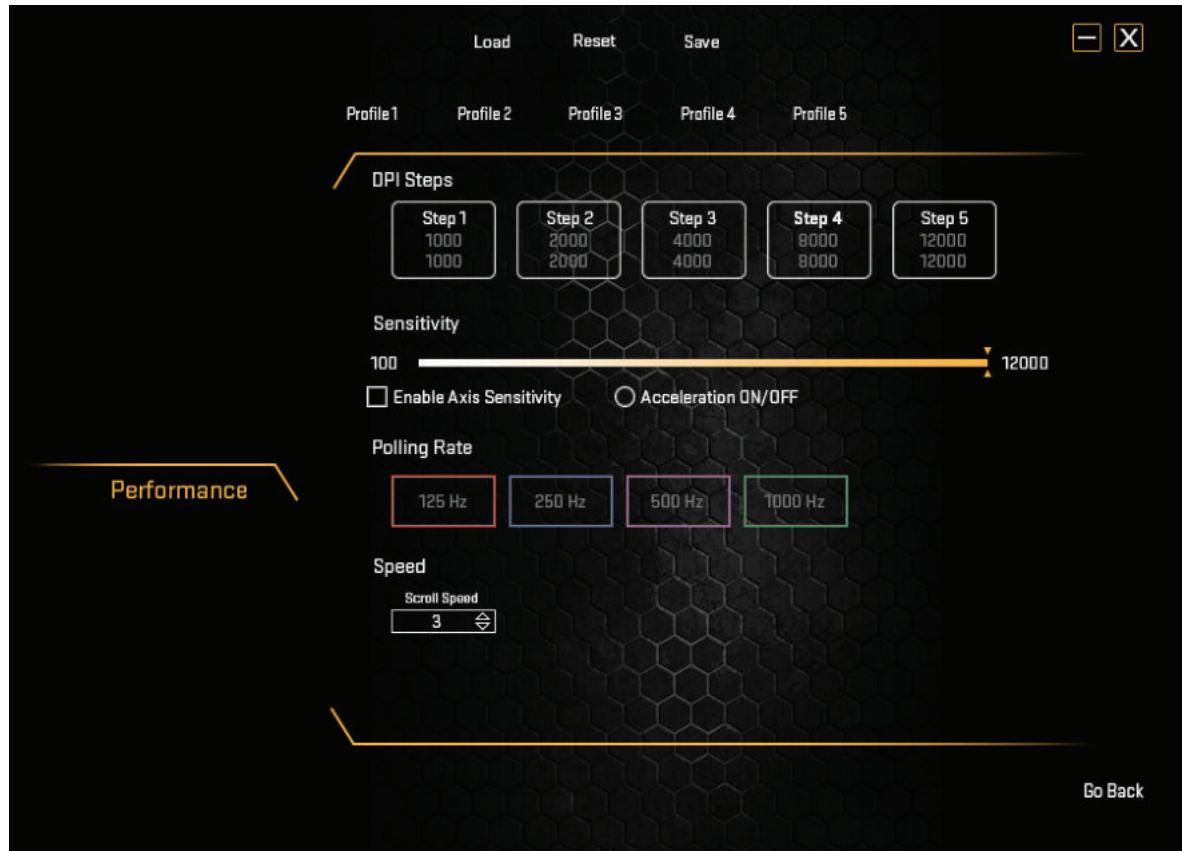 Load Reset Save
X
Profile 1 Profile 2 Profile 3 Profile 4 Profile 5
DPI Steps
Step 1 Step 2 Step 3 Step 4 Step 5
1000 2000 4000 8000 12000
1000 2000 4000 8000 12000
Sensitivity
100 12000
Enable Axis Sensitivity Acceleration ON/OFF
Polling Rate
Performance
125 Hz 250 Hz 500 Hz 1000 Hz
Speed
Scroll Speed
3
Go Back